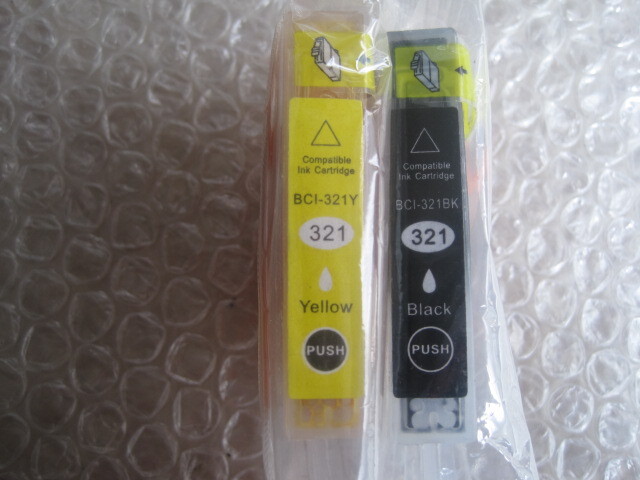 Compatible
Ink Cartridge
BCI-321Y
321
Yellow
PUSH
Compatible
Ink Cartridge
BCI-321BK
321
Black
PUSH